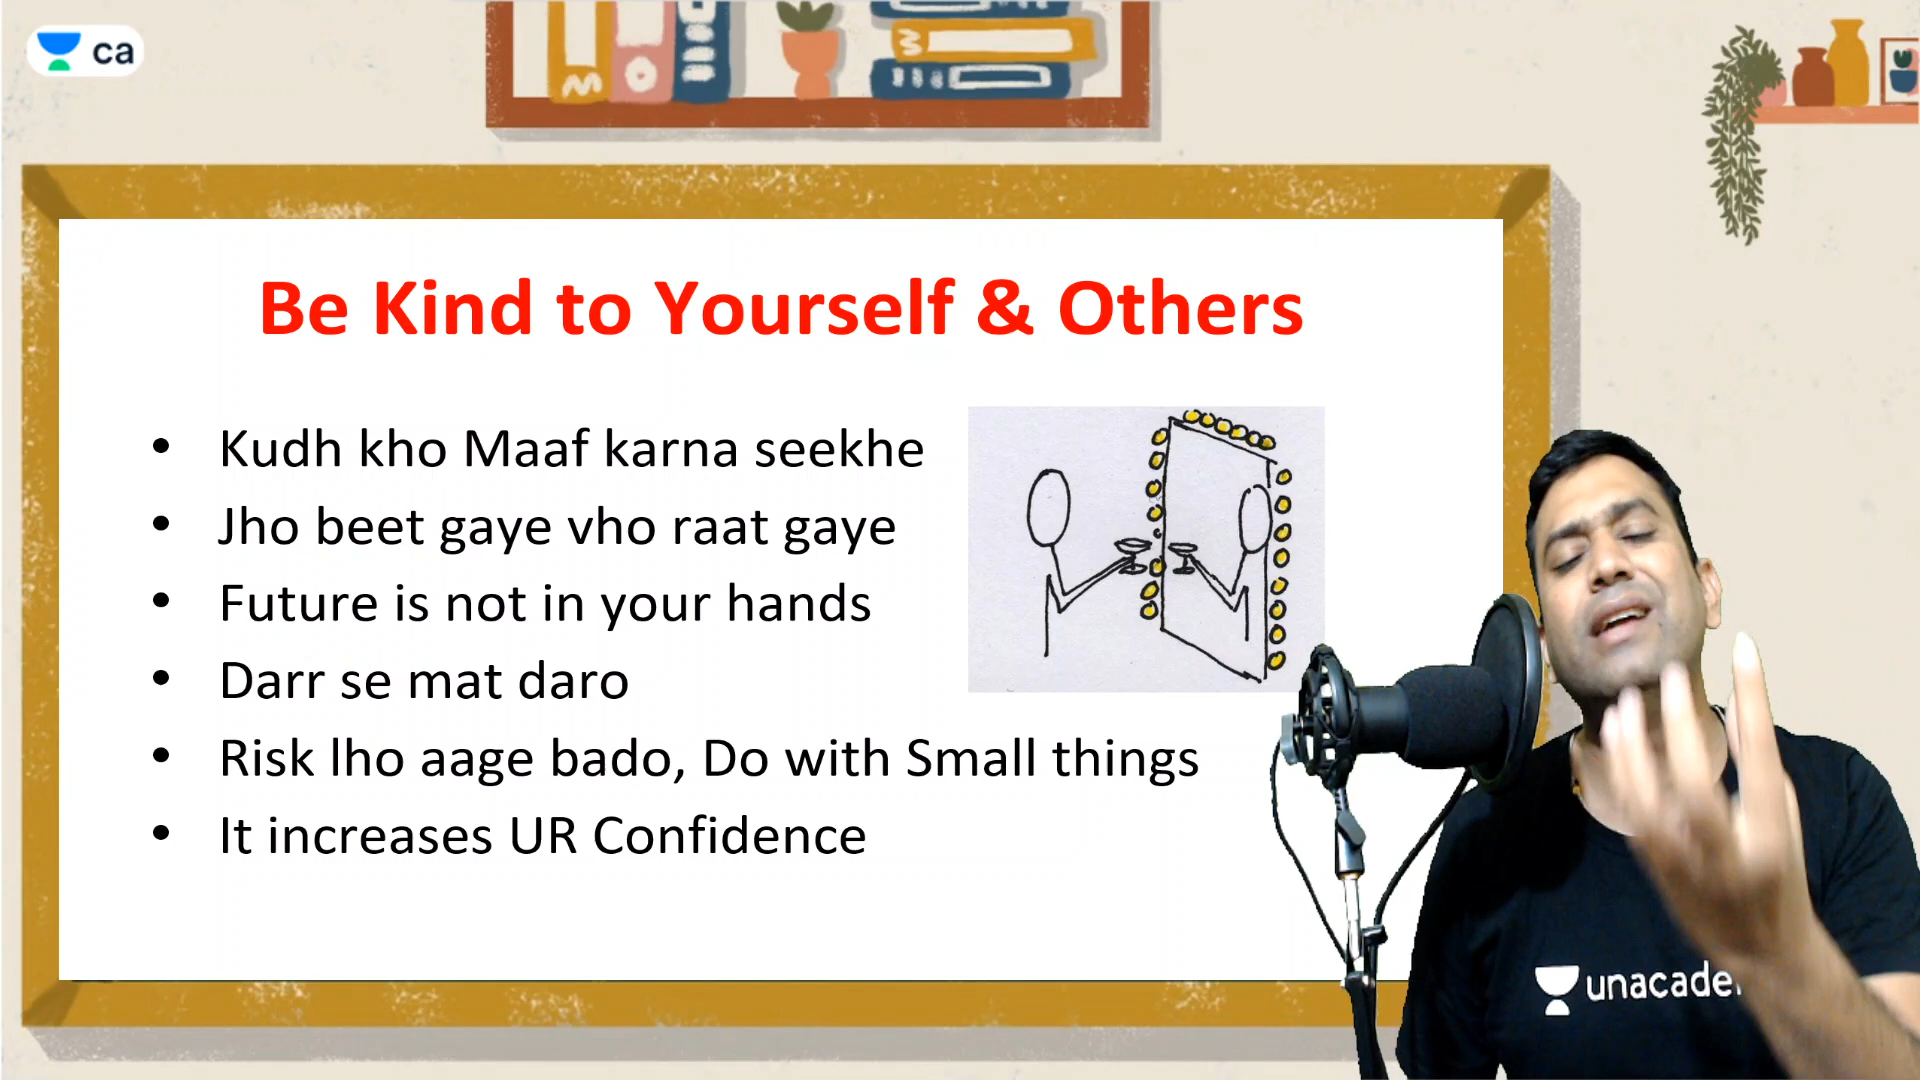 ca
Be Kind to Yourself & Others
• Kudh kho Maaf karna seekhe
• Jho beet gaye vho raat gaye
• Future is not in your hands
• Darr se mat daro
• Risk lho aage bado, Do with Small things
• It increases UR Confidence